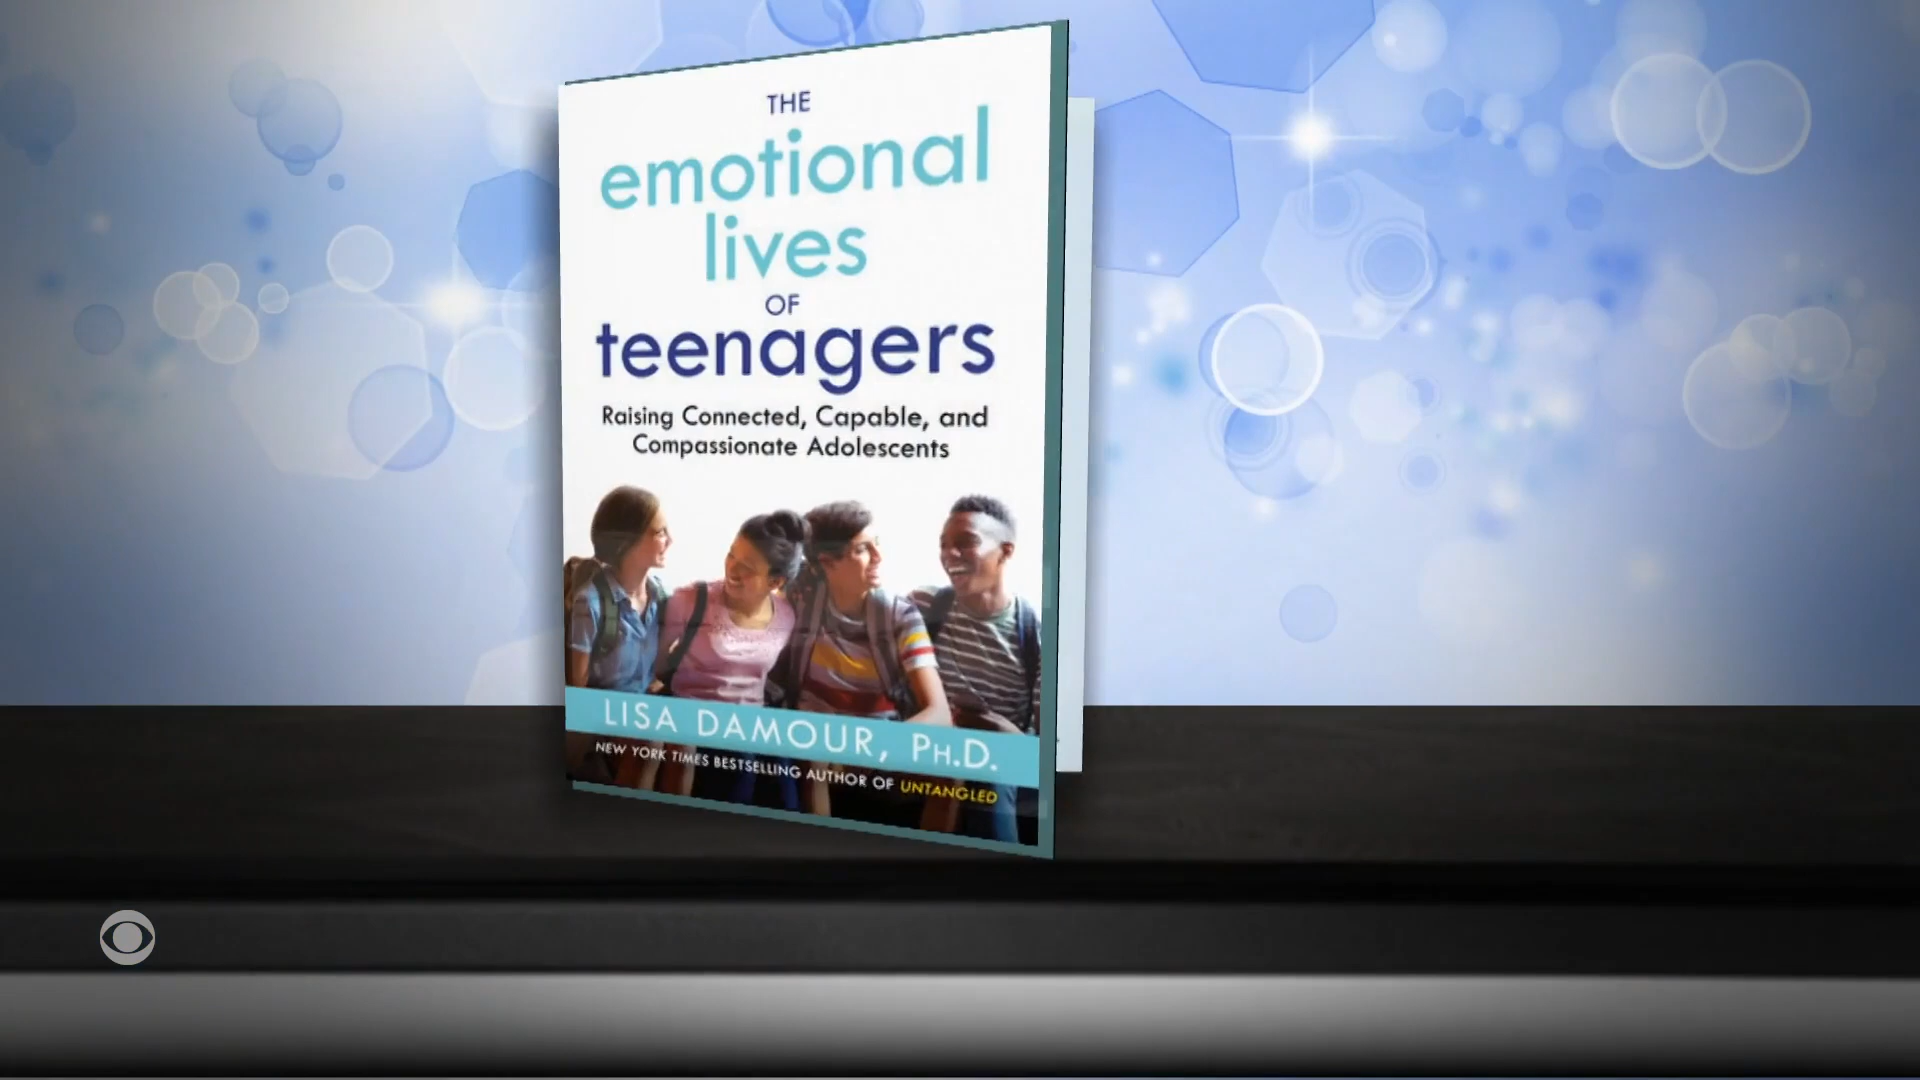 THE
emotional
lives
OF
teenagers
Raising Connected, Capable, and
Compassionate Adolescents
LISA DAMOUR, PH.D.
NEW YORK TIMES BESTSELLING AUTHOR OF UNTANGLED